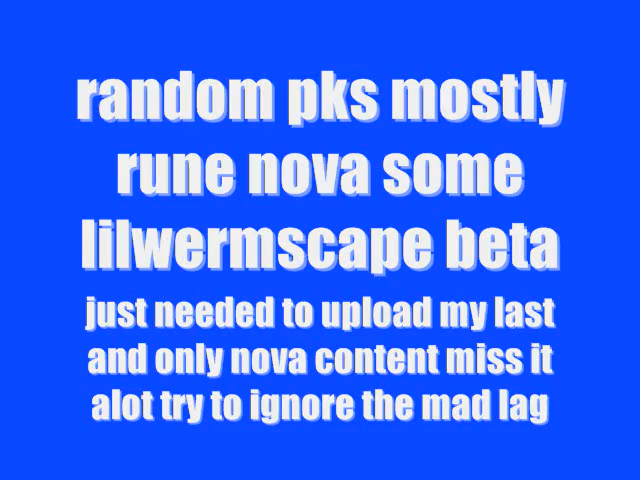 random pks mostly
rune nova some
lilwermscape beta
just needed to upload my last
and only nova content miss it
alot try to ignore the mad lag